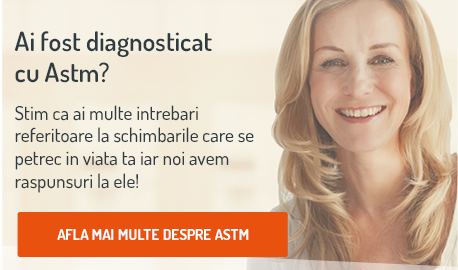 Ai fost diagnosticat
cu Astm?
Stim ca ai multe intrebari
referitoare la schimbarile care se
petrec in viata ta iar noi avem
raspunsuri la ele!
AFLA MAI MULTE DESPRE ASTM